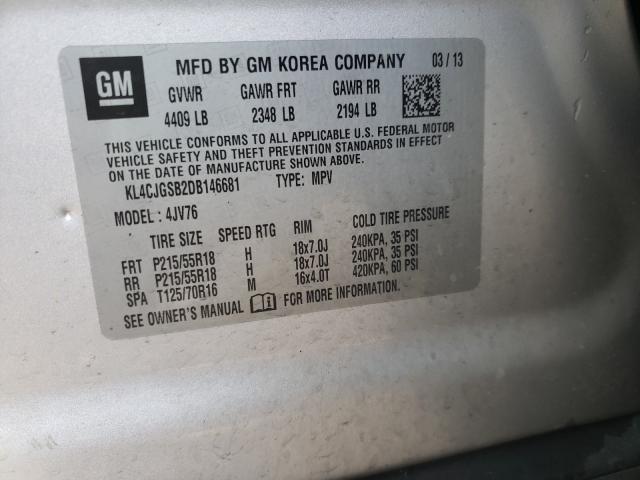 GM
MFD BY GM KOREA COMPANY 03/13
GVWR GAWR FRT GAWR RR
4409 LB 2348 LB 2194 LB
THIS VEHICLE CONFORMS TO ALL APPLICABLE U.S. FEDERAL MOTOR
VEHICLE SAFETY AND THEFT PREVENTION STANDARDS IN EFFECT
ON THE DATE OF MANUFACTURE SHOWN ABOVE.
KL4CJGSB2DB146681 TYPE: MPV
MODEL: 4JV76
TIRE SIZE SPEED RTG RIM COLD TIRE PRESSURE
FRT P215/55R18 H 18x7.0J 240KPA, 35 PSI
RR P215/55R18 H 18x7.0J 240KPA, 35 PSI
SPA T125/70R16 M 16x4.0T 420KPA, 60 PSI
SEE OWNER'S MANUAL FOR MORE INFORMATION.